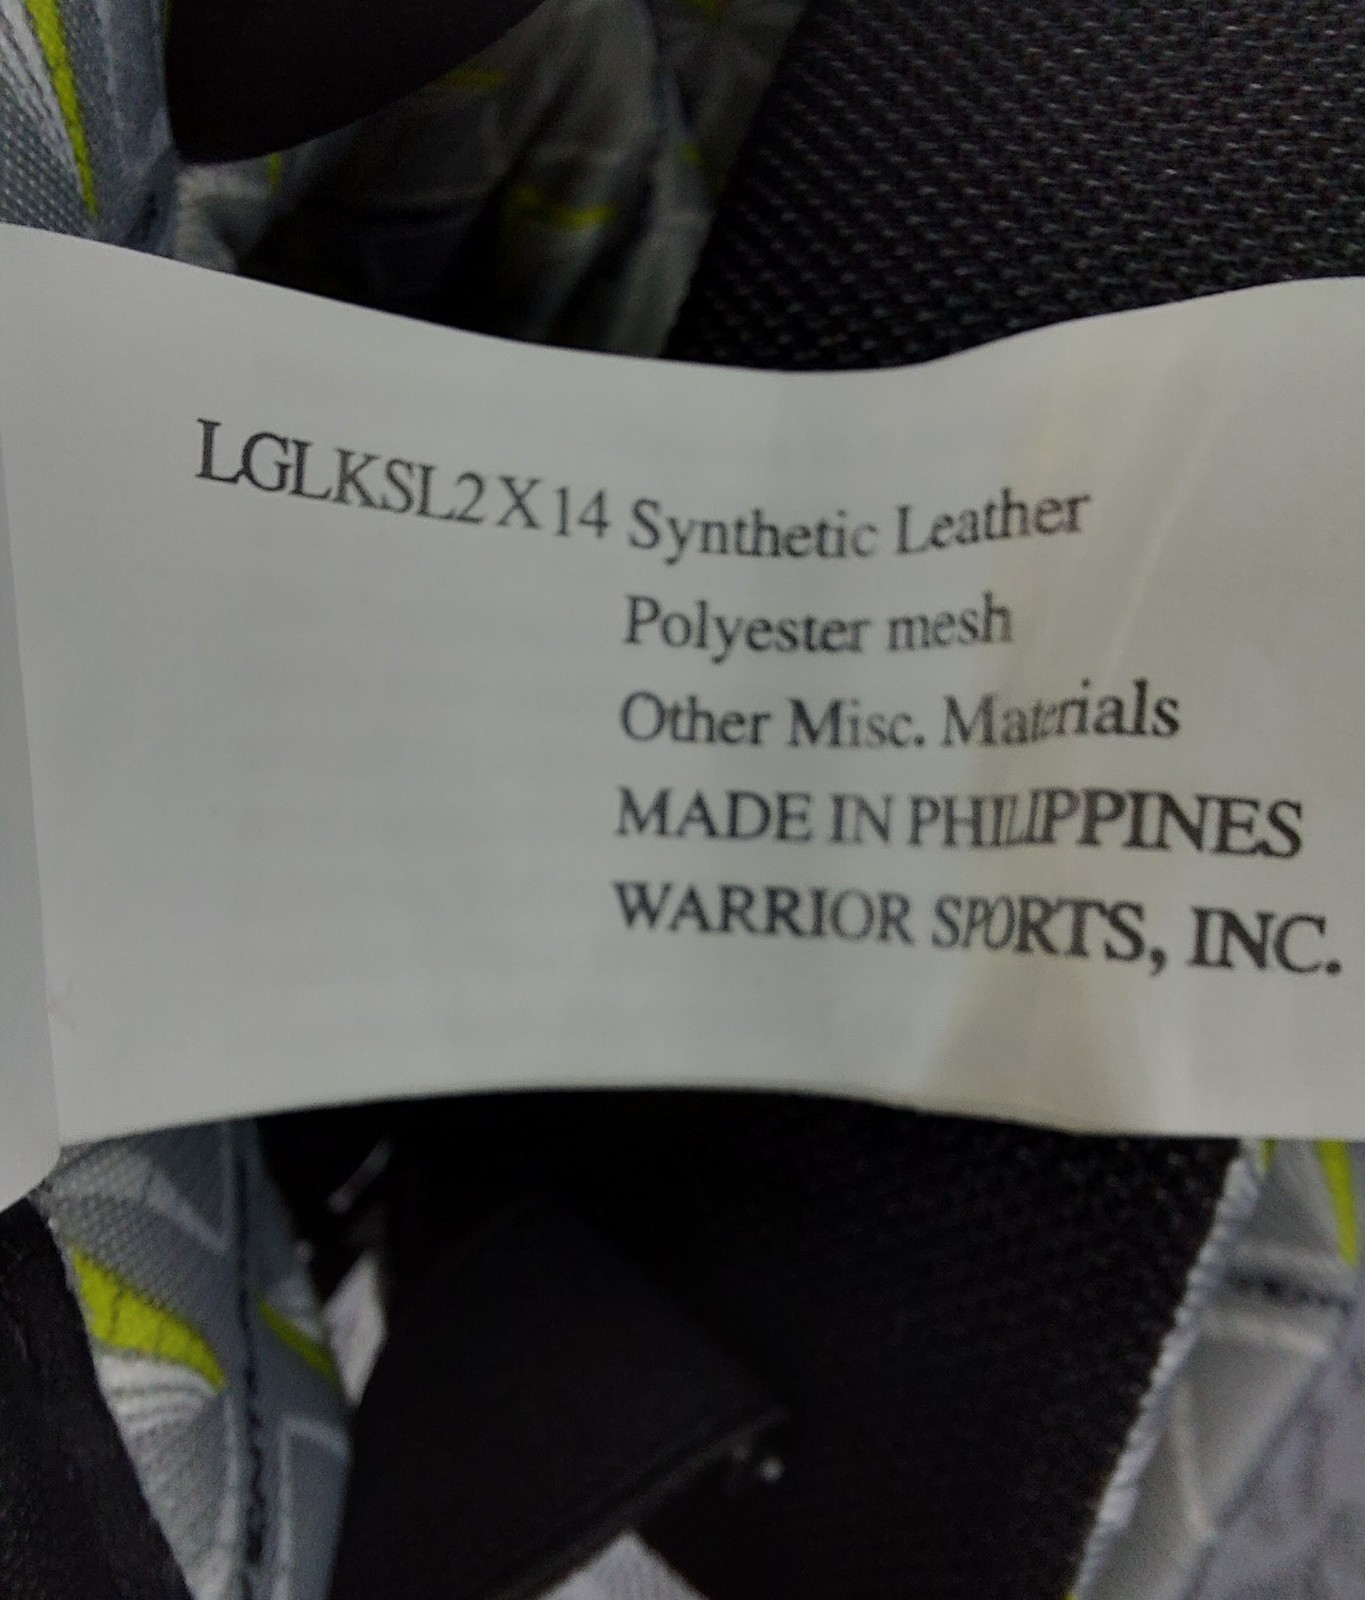 LGLKSL2X14 Synthetic Leather
Polyester mesh
Other Misc. Materials
MADE IN PHILIPPINES
WARRIOR SPORTS, INC.